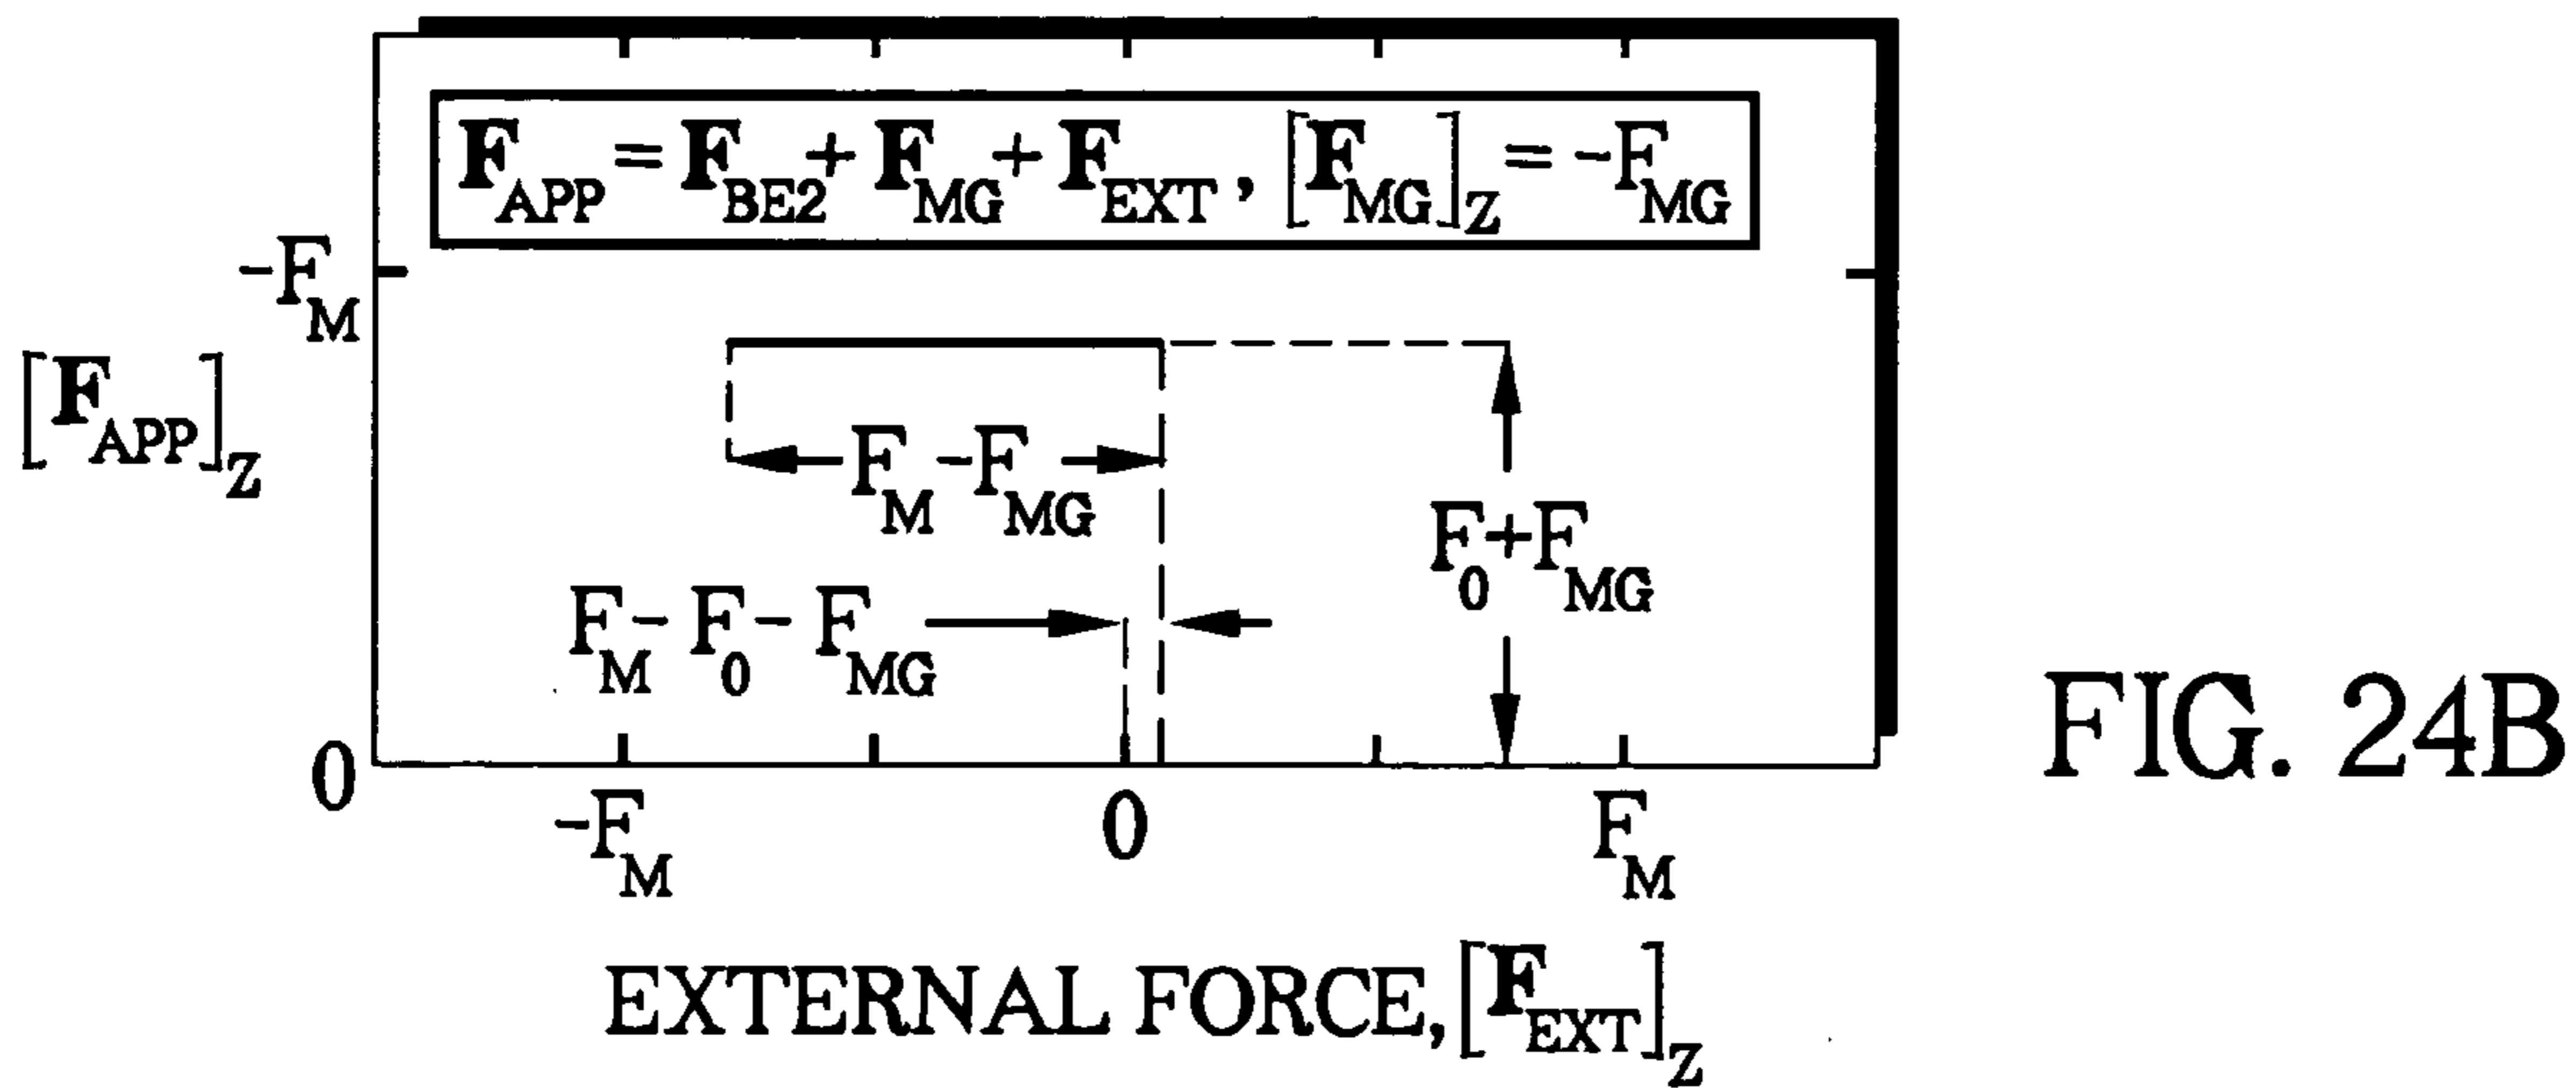 F_APP = F_BE2 + F_MG + F_EXT, [F_MG]_Z = -F_MG
-F_M
[F_APP]_Z
F_M - F_MG
F_0 + F_MG
F_M - F_0 - F_MG
0
-F_M 0 F_M
EXTERNAL FORCE, [F_EXT]_Z
FIG. 24B